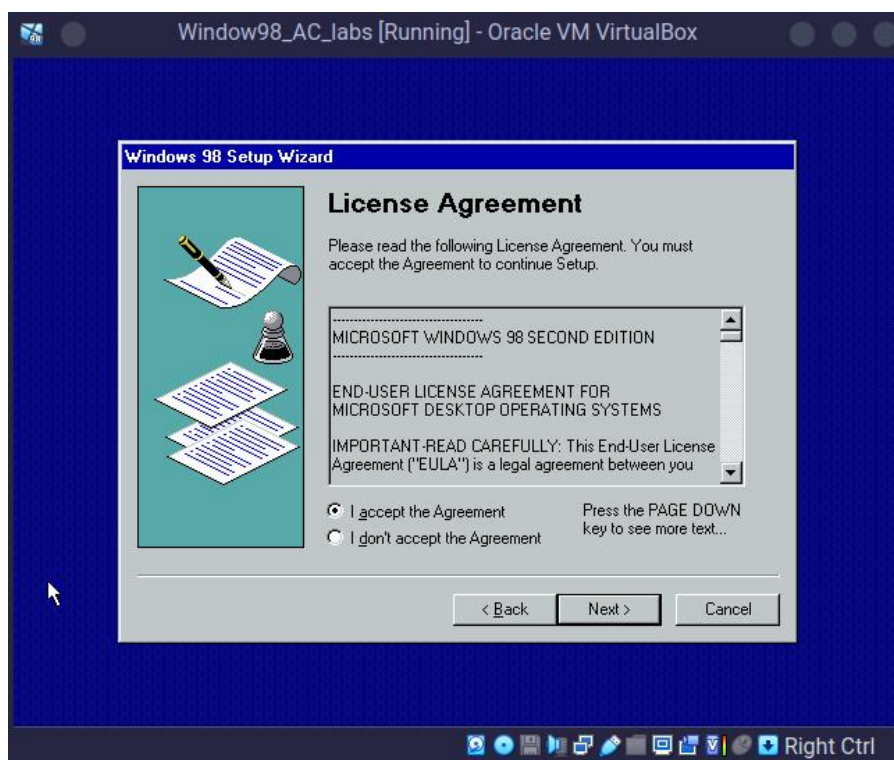 Window98_AC_labs [Running] - Oracle VM VirtualBox
Windows 98 Setup Wizard
License Agreement
Please read the following License Agreement. You must
accept the Agreement to continue Setup.
MICROSOFT WINDOWS 98 SECOND EDITION
END-USER LICENSE AGREEMENT FOR
MICROSOFT DESKTOP OPERATING SYSTEMS
IMPORTANT-READ CAREFULLY: This End-User License
Agreement ("EULA") is a legal agreement between you
I accept the Agreement
I don't accept the Agreement
Press the PAGE DOWN
key to see more text...
< Back
Next >
Cancel
Right Ctrl